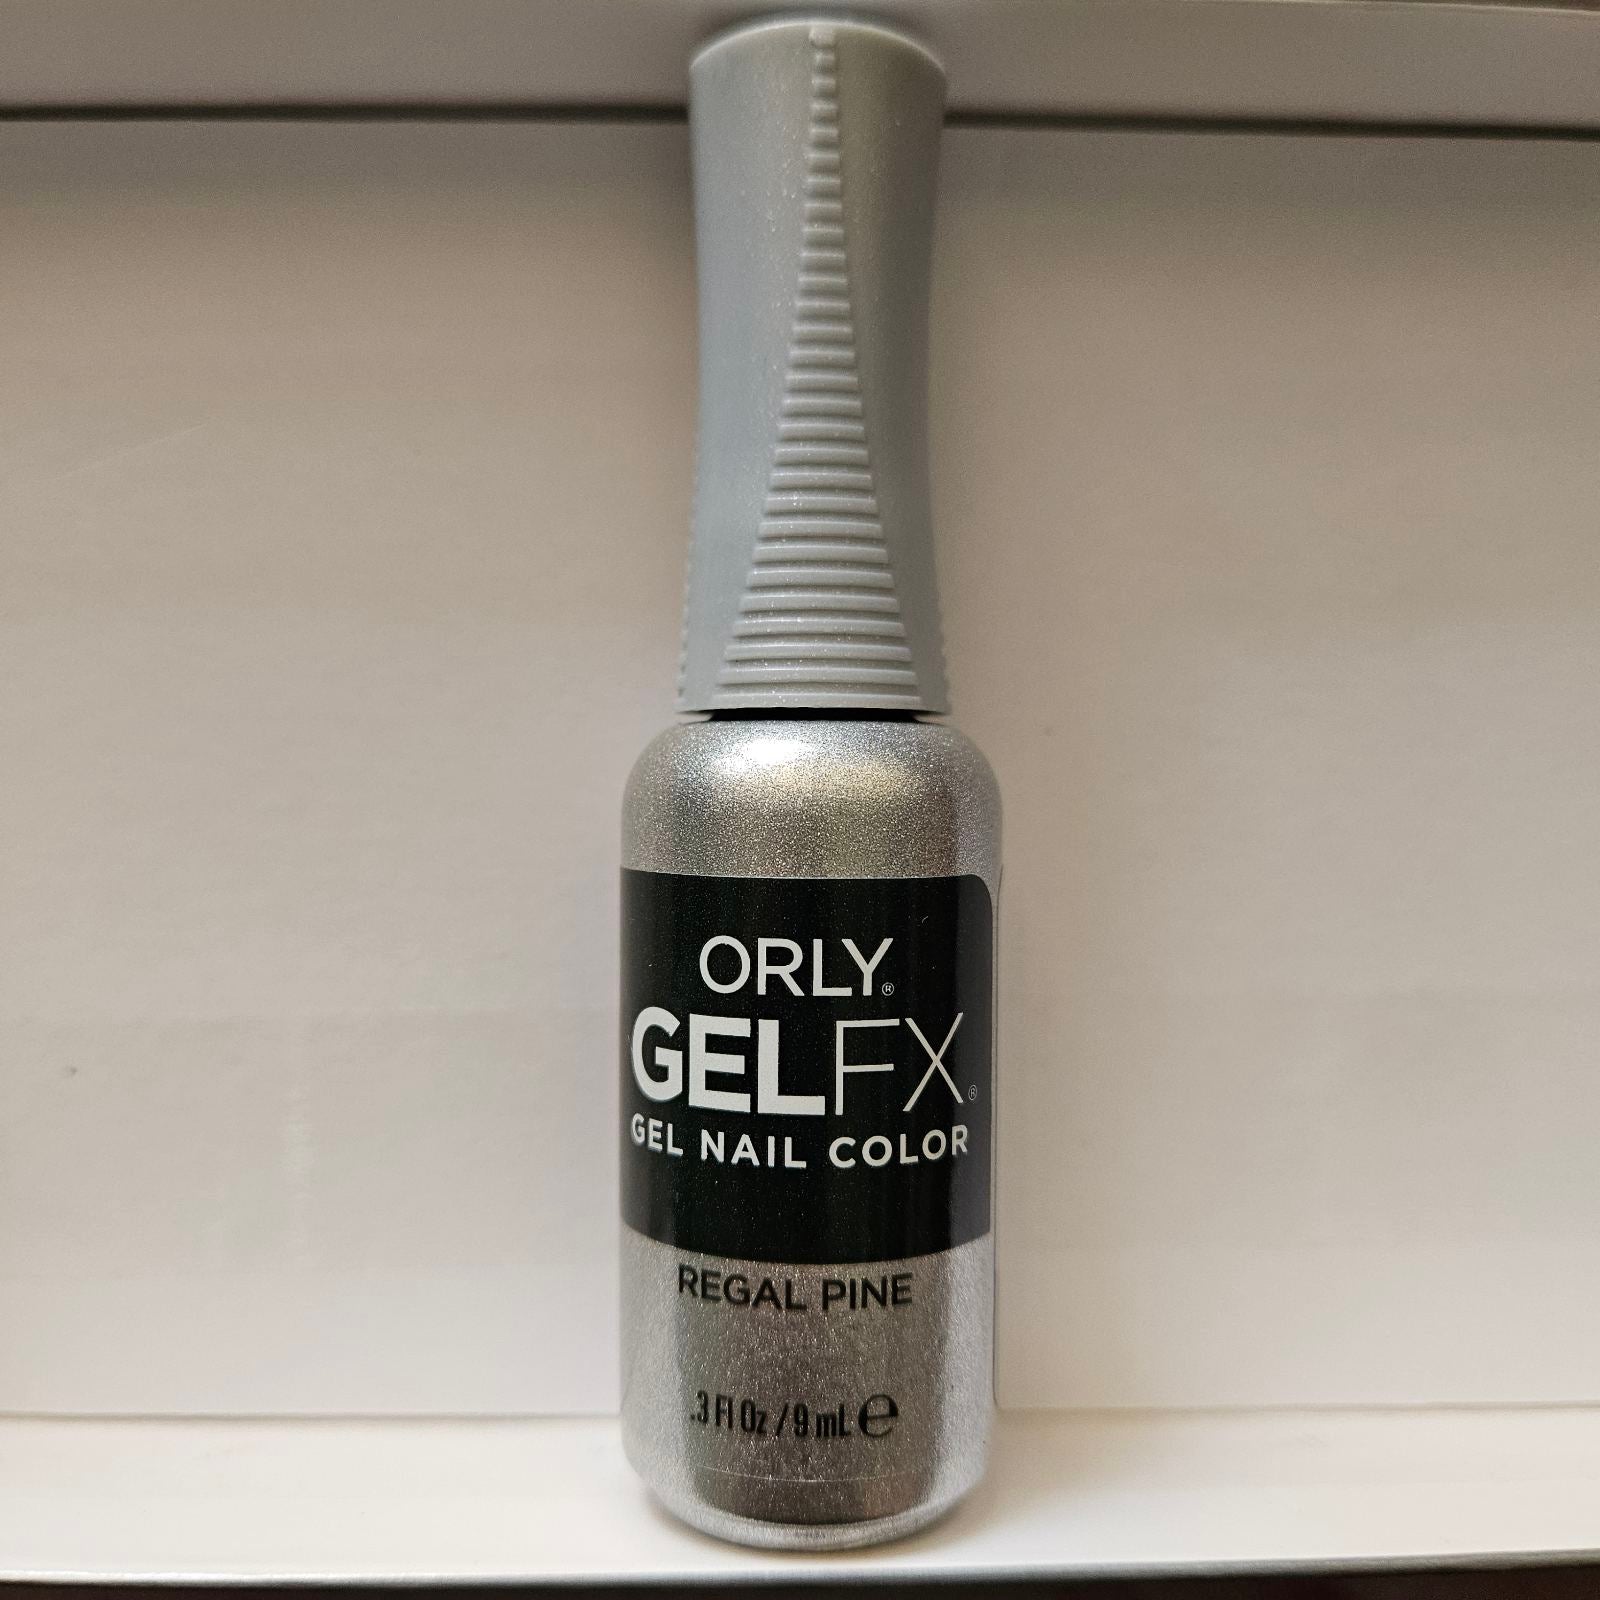 ORLY®
GELFX®
GEL NAIL COLOR
REGAL PINE
.3 Fl Oz / 9 mL ℮